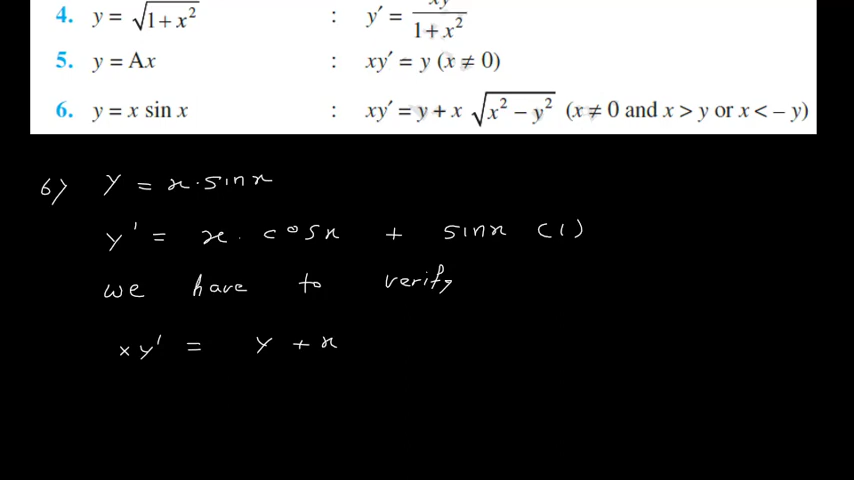 4. y = √(1 + x²) : y′ = xy / (1 + x²)
5. y = Ax : xy′ = y (x ≠ 0)
6. y = x sin x : xy′ = y + x √(x² − y²) (x ≠ 0 and x > y or x < − y)
6) y = x · sin x
y' = x · cos x + sin x (1)
we have to verify
xy' = y + x